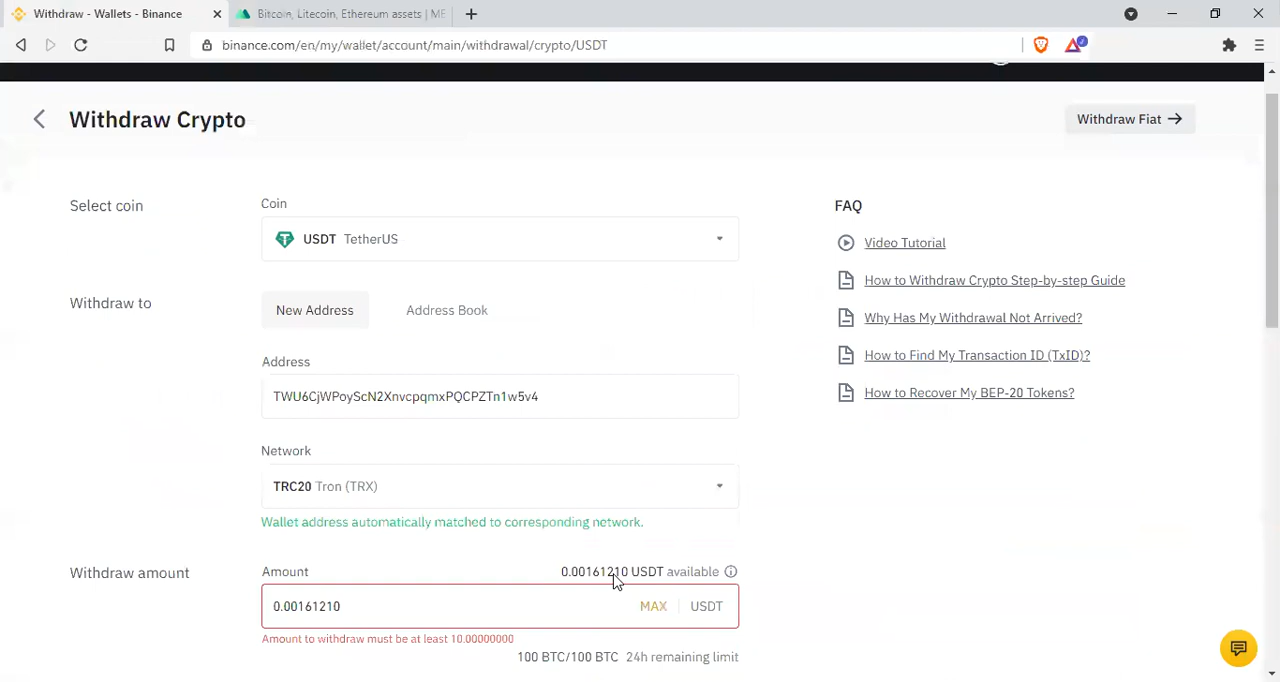 Withdraw - Wallets - Binance
Bitcoin, Litecoin, Ethereum assets | ME
binance.com/en/my/wallet/account/main/withdrawal/crypto/USDT
Withdraw Crypto
Withdraw Fiat
Select coin
Coin
USDT TetherUS
Withdraw to
New Address
Address Book
Address
TWU6CjWPoyScN2XnvcpqmxPQCPZTn1w5v4
Network
TRC20 Tron (TRX)
Wallet address automatically matched to corresponding network.
Withdraw amount
Amount
0.00161210 USDT available
0.00161210
MAX
USDT
Amount to withdraw must be at least 10.00000000
100 BTC/100 BTC 24h remaining limit
FAQ
Video Tutorial
How to Withdraw Crypto Step-by-step Guide
Why Has My Withdrawal Not Arrived?
How to Find My Transaction ID (TxID)?
How to Recover My BEP-20 Tokens?